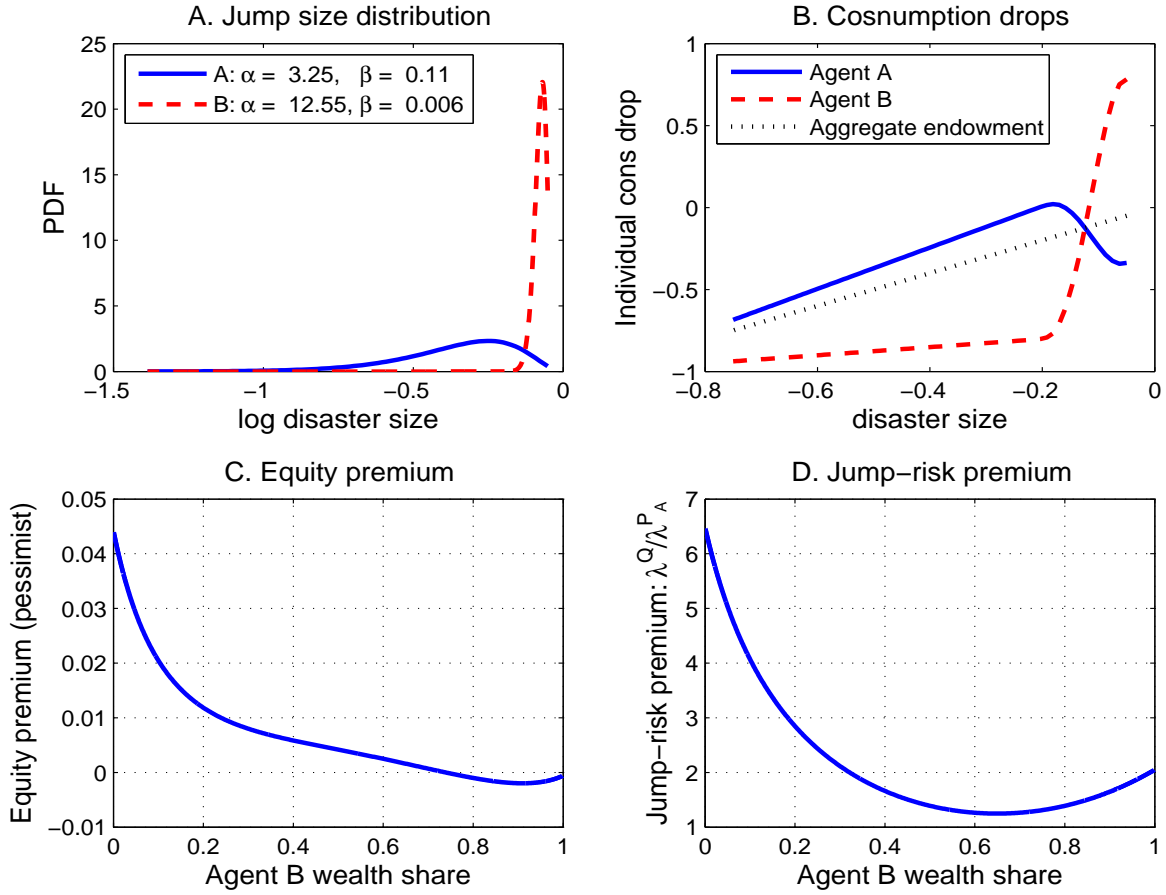 A. Jump size distribution
PDF
25
20
15
10
5
0
A: α = 3.25, β = 0.11
B: α = 12.55, β = 0.006
−1.5 −1 −0.5 0
log disaster size
B. Cosnumption drops
Individual cons drop
1
0.5
0
−0.5
−1
Agent A
Agent B
Aggregate endowment
−0.8 −0.6 −0.4 −0.2 0
disaster size
C. Equity premium
Equity premium (pessimist)
0.05
0.04
0.03
0.02
0.01
0
−0.01
0 0.2 0.4 0.6 0.8 1
Agent B wealth share
D. Jump−risk premium
Jump−risk premium: λ^Q/λ^P_A
7
6
5
4
3
2
1
0 0.2 0.4 0.6 0.8 1
Agent B wealth share